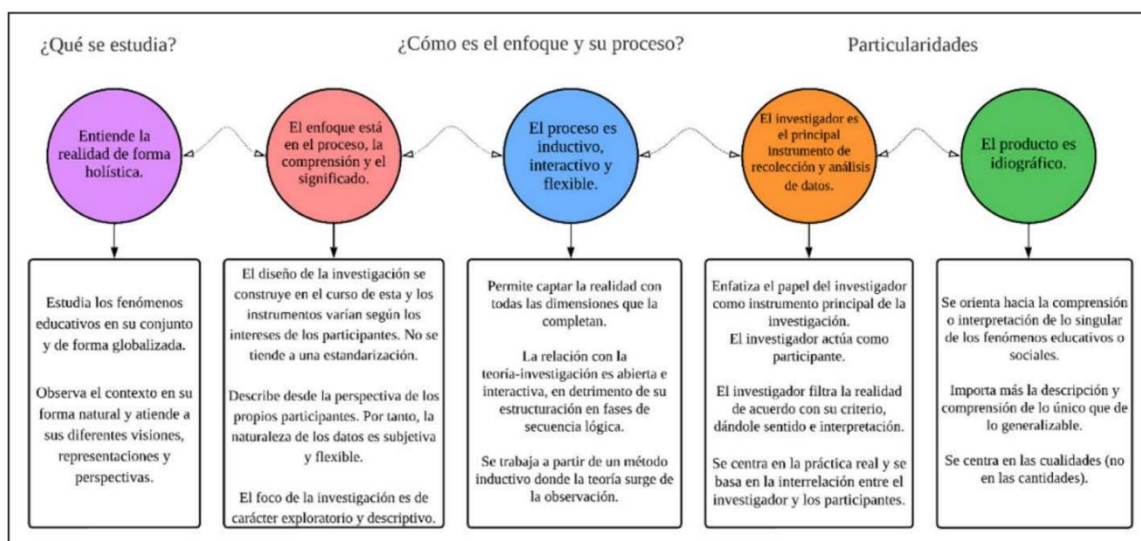 ¿Qué se estudia?
¿Cómo es el enfoque y su proceso?
Particularidades
Entiende la
realidad de forma
holística.
El enfoque está
en el proceso, la
comprensión y el
significado.
El proceso es
inductivo,
interactivo y
flexible.
El investigador es
el principal
instrumento de
recolección y análisis
de datos.
El producto es
idiográfico.
Estudia los fenómenos
educativos en su conjunto
y de forma globalizada.
Observa el contexto en su
forma natural y atiende a
sus diferentes visiones,
representaciones y
perspectivas.
El diseño de la investigación se
construye en el curso de esta y los
instrumentos varían según los
intereses de los participantes. No se
tiende a una estandarización.
Describe desde la perspectiva de los
propios participantes. Por tanto, la
naturaleza de los datos es subjetiva
y flexible.
El foco de la investigación es de
carácter exploratorio y descriptivo.
Permite captar la realidad con
todas las dimensiones que la
completan.
La relación con la
teoría-investigación es abierta e
interactiva, en detrimento de su
estructuración en fases de
secuencia lógica.
Se trabaja a partir de un método
inductivo donde la teoría surge de
la observación.
Enfatiza el papel del investigador
como instrumento principal de la
investigación.
El investigador actúa como
participante.
El investigador filtra la realidad
de acuerdo con su criterio,
dándole sentido e interpretación.
Se centra en la práctica real y se
basa en la interrelación entre el
investigador y los participantes.
Se orienta hacia la comprensión
o interpretación de lo singular
de los fenómenos educativos o
sociales.
Importa más la descripción y
comprensión de lo único que de
lo generalizable.
Se centra en las cualidades (no
en las cantidades).